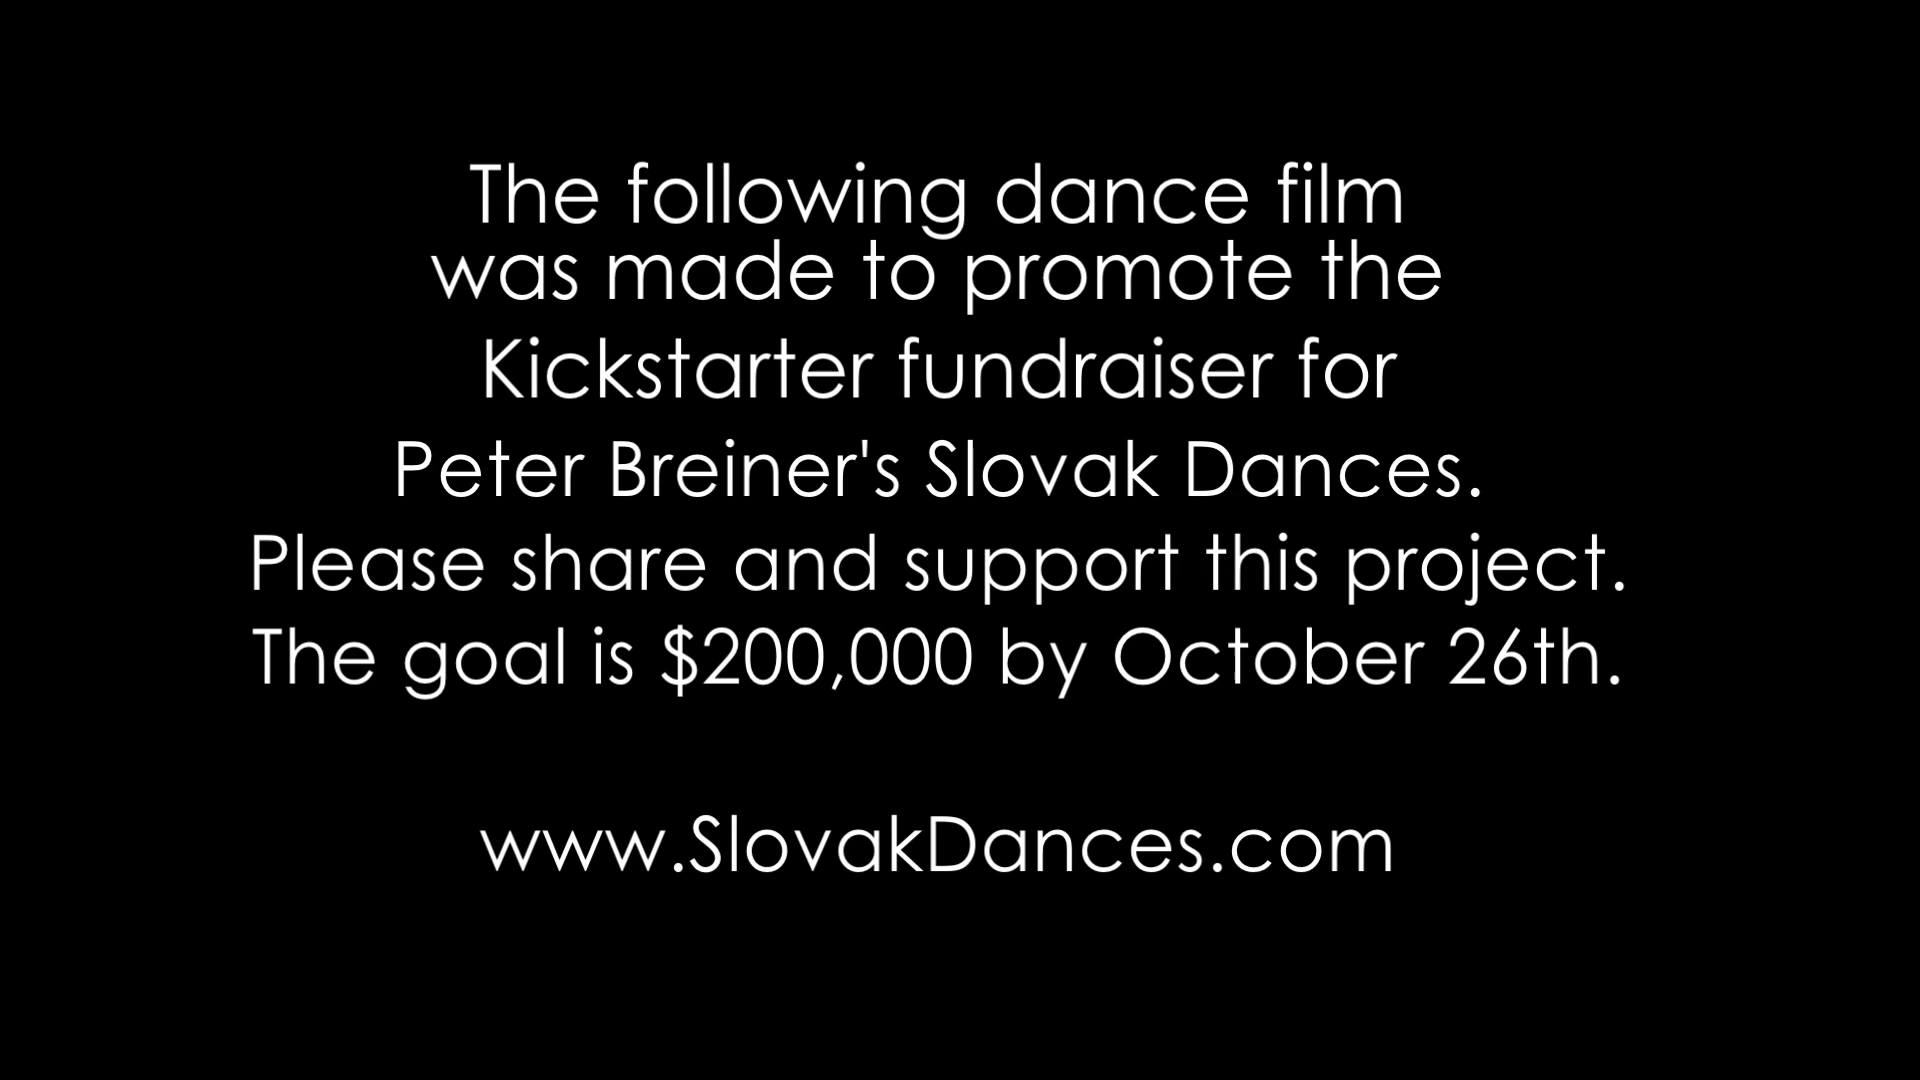 The following dance film
was made to promote the
Kickstarter fundraiser for
Peter Breiner's Slovak Dances.
Please share and support this project.
The goal is $200,000 by October 26th.
www.SlovakDances.com